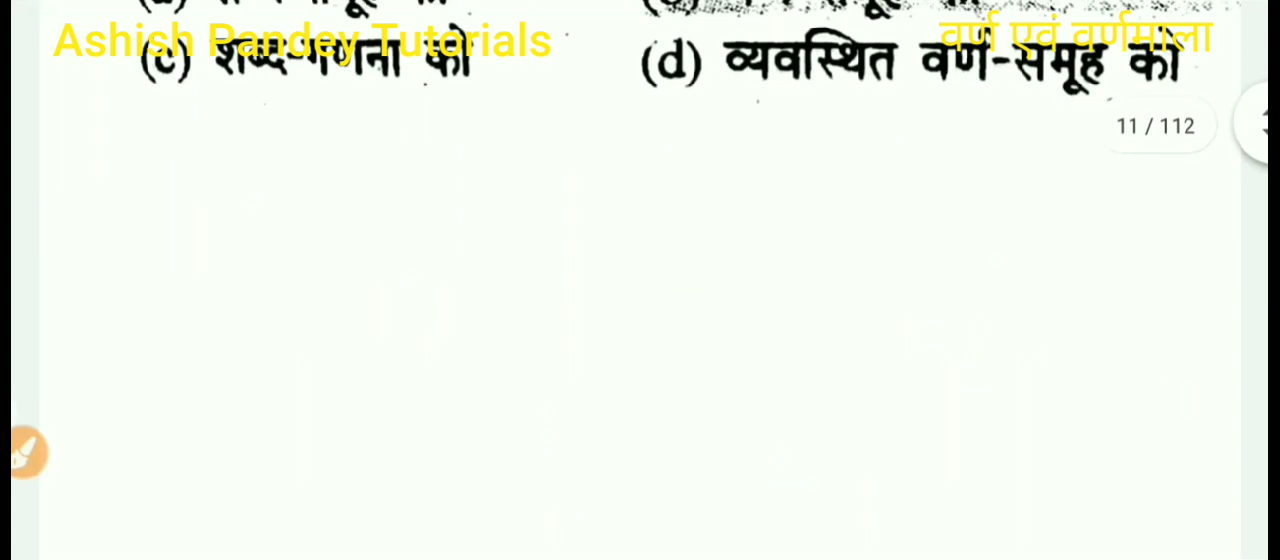 Ashish Pandey Tutorials
वर्ण एवं वर्णमाला
(c) शब्द-गणना को (d) व्यवस्थित वर्ण-समूह को
11 / 112